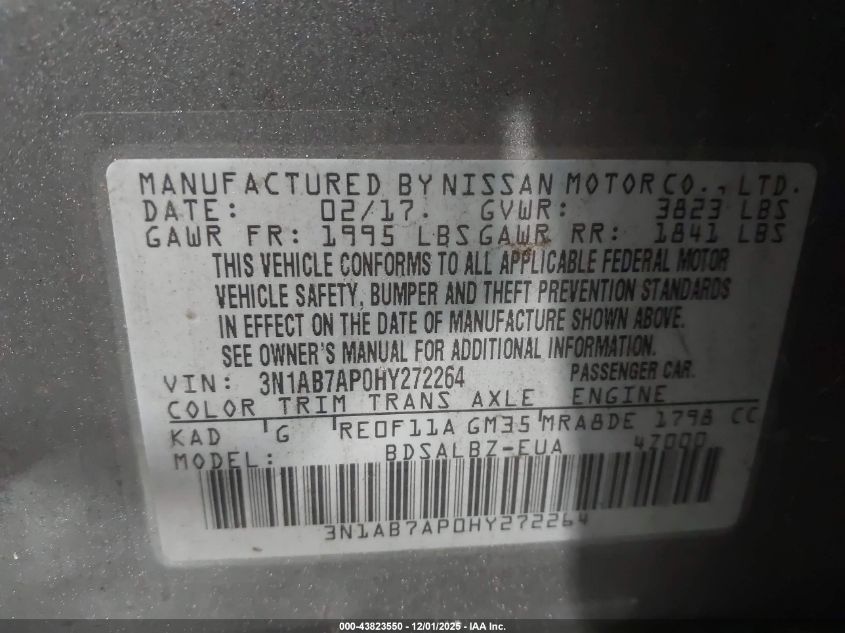 MANUFACTURED BY NISSAN MOTOR CO., LTD.
DATE: 02/17. GVWR: 3823 LBS
GAWR FR: 1995 LBS GAWR RR: 1841 LBS
THIS VEHICLE CONFORMS TO ALL APPLICABLE FEDERAL MOTOR
VEHICLE SAFETY, BUMPER AND THEFT PREVENTION STANDARDS
IN EFFECT ON THE DATE OF MANUFACTURE SHOWN ABOVE.
SEE OWNER'S MANUAL FOR ADDITIONAL INFORMATION.
VIN: 3N1AB7AP0HY272264 PASSENGER CAR.
COLOR TRIM TRANS AXLE ENGINE
KAD G RE0F11A GM35 MRA8DE 1798 CC
MODEL: BDSALBZ-EUA 47000
3N1AB7AP0HY272264
000-43823550 - 12/01/2025 - IAA Inc.